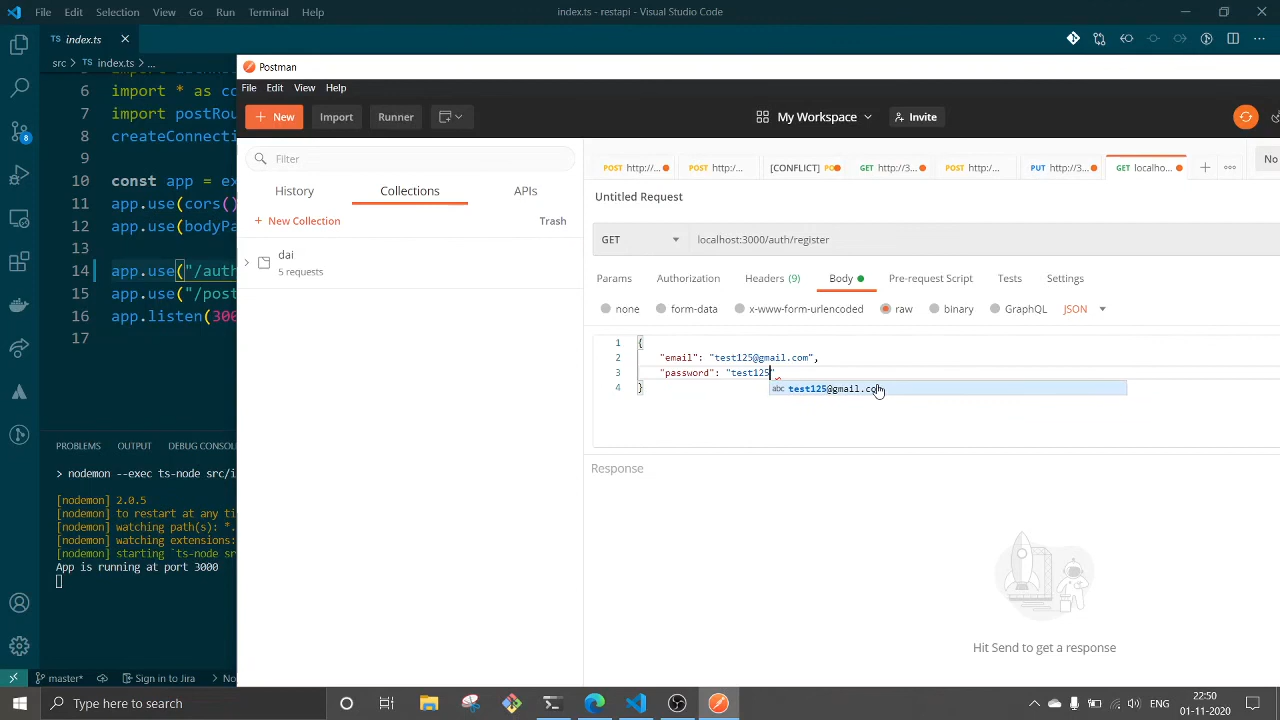 File Edit Selection View Go Run Terminal Help index.ts - restapi - Visual Studio Code
index.ts
src > index.ts > ...
6 import * as co
7 import postRou
8 createConnecti
9
10 const app = ex
11 app.use(cors()
12 app.use(bodyPa
13
14 app.use("/auth
15 app.use("/post
16 app.listen(300
17
PROBLEMS OUTPUT DEBUG CONSOL
> nodemon --exec ts-node src/i
[nodemon] 2.0.5
[nodemon] to restart at any ti
[nodemon] watching path(s): *.
[nodemon] watching extensions:
[nodemon] starting `ts-node sr
App is running at port 3000
8
master* Sign in to Jira No
Postman
File Edit View Help
+ New Import Runner My Workspace Invite
Filter
History Collections APIs
+ New Collection Trash
dai
5 requests
POST http://... POST http:/... [CONFLICT] PO GET http://3... POST http:/... PUT http://3... GET localho... + No
Untitled Request
GET localhost:3000/auth/register
Params Authorization Headers (9) Body Pre-request Script Tests Settings
none form-data x-www-form-urlencoded raw binary GraphQL JSON
1 {
2 "email": "test125@gmail.com",
3 "password": "test125"
4 }
abc test125@gmail.com
Response
Hit Send to get a response
Type here to search
ENG
22:50
01-11-2020